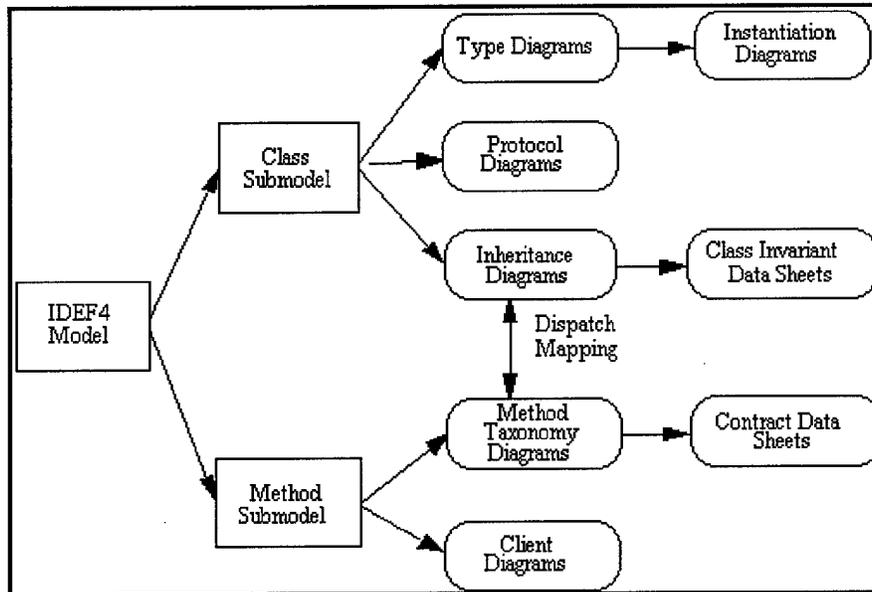 Type Diagrams
Instantiation
Diagrams
Class
Submodel
Protocol
Diagrams
Inheritance
Diagrams
Class Invariant
Data Sheets
IDEF4
Model
Dispatch
Mapping
Method
Taxonomy
Diagrams
Contract Data
Sheets
Method
Submodel
Client
Diagrams